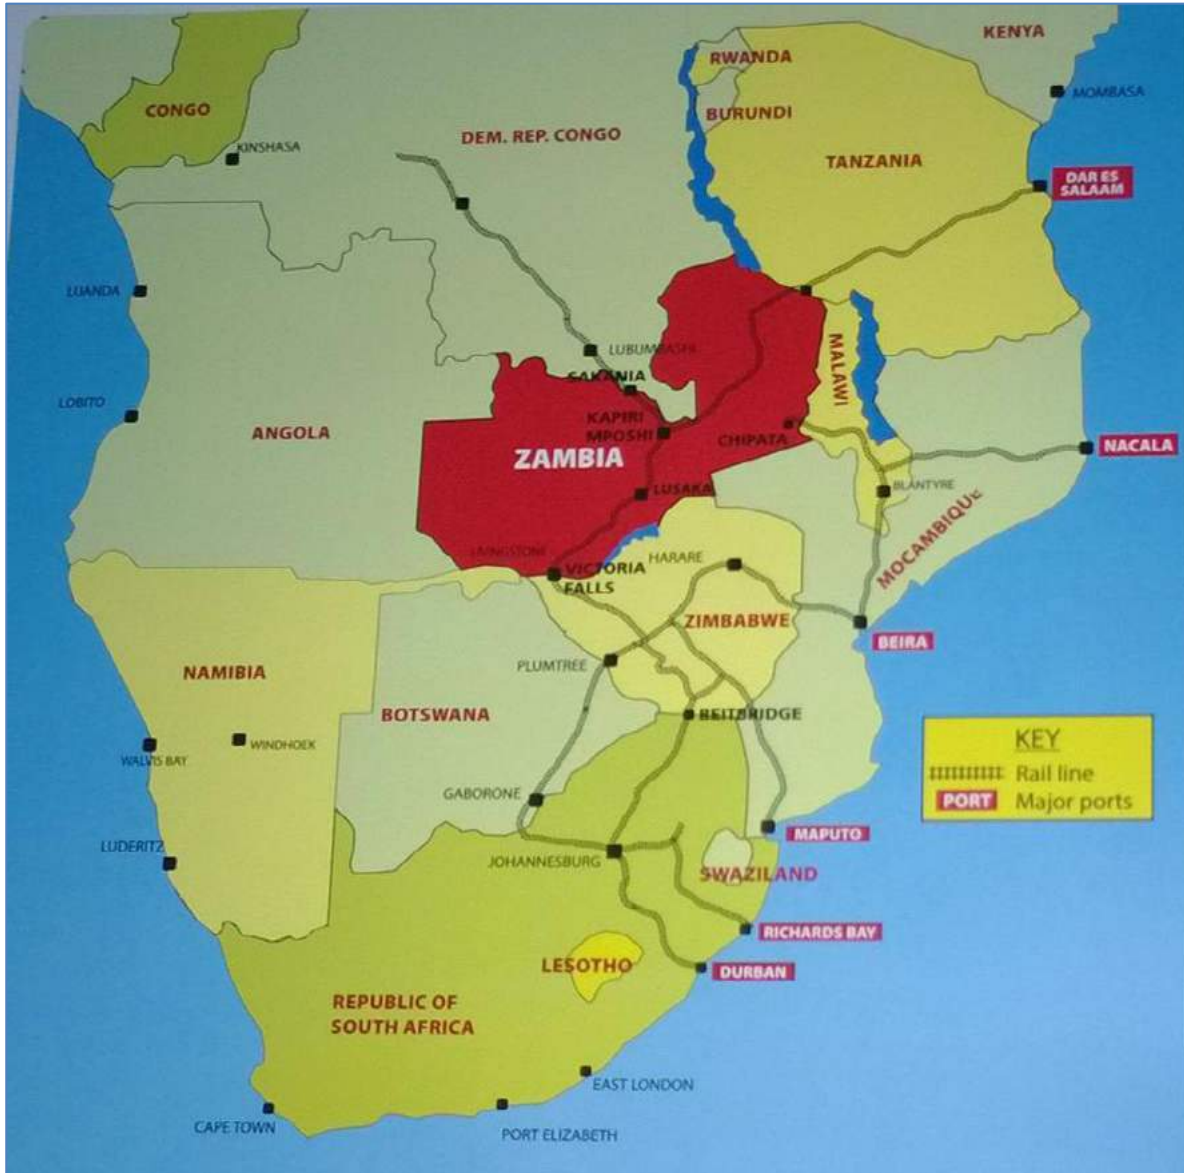 KENYA
RWANDA
MOMBASA
CONGO
BURUNDI
DEM. REP. CONGO
KINSHASA
TANZANIA
DAR ES
SALAAM
LUANDA
LUBUMBASHI
MALAWI
SAKANIA
LOBITO
KAPIRI
MPOSHI
ANGOLA
CHIPATA
NACALA
ZAMBIA
LUSAKA
BLANTYRE
MOCAMBIQUE
LIVINGSTONE
VICTORIA
FALLS
HARARE
ZIMBABWE
BEIRA
PLUMTREE
NAMIBIA
BOTSWANA
BEITBRIDGE
WINDHOEK
WALVIS BAY
KEY
Rail line
PORT Major ports
GABORONE
MAPUTO
LUDERITZ
JOHANNESBURG
SWAZILAND
RICHARDS BAY
LESOTHO
DURBAN
REPUBLIC OF
SOUTH AFRICA
EAST LONDON
CAPE TOWN
PORT ELIZABETH